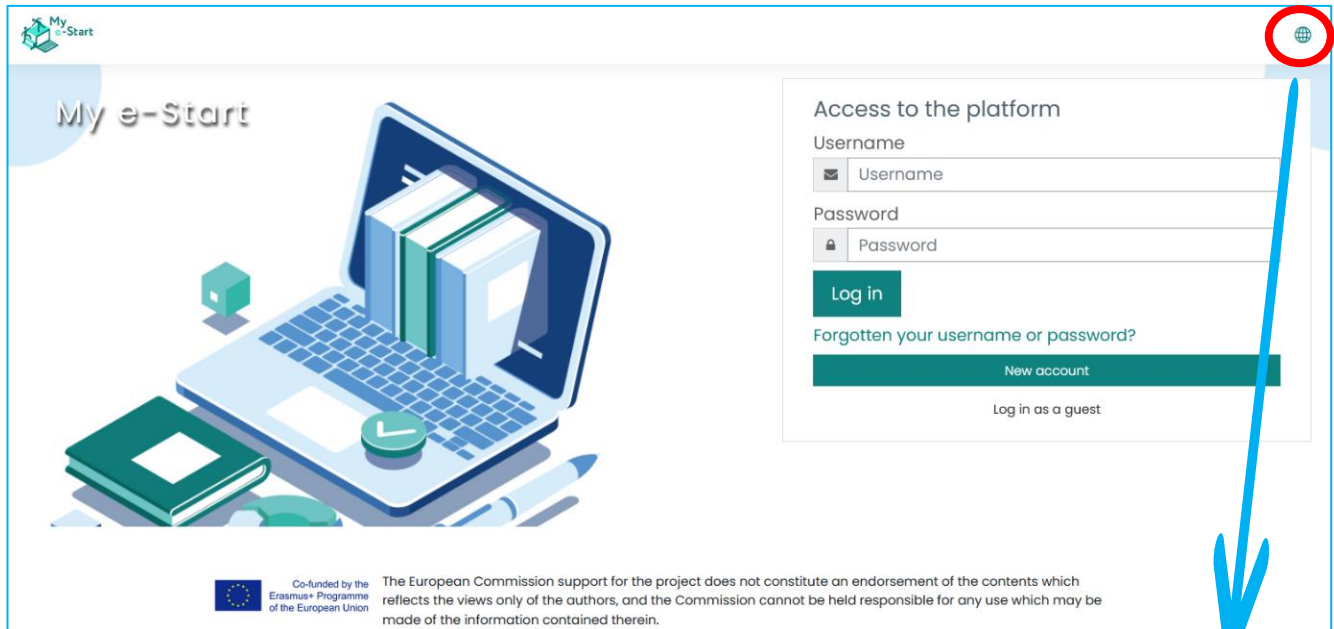 My
e-Start
My e-Start
Access to the platform
Username
Username
Password
Password
Log in
Forgotten your username or password?
New account
Log in as a guest
Co-funded by the
Erasmus+ Programme
of the European Union
The European Commission support for the project does not constitute an endorsement of the contents which
reflects the views only of the authors, and the Commission cannot be held responsible for any use which may be
made of the information contained therein.